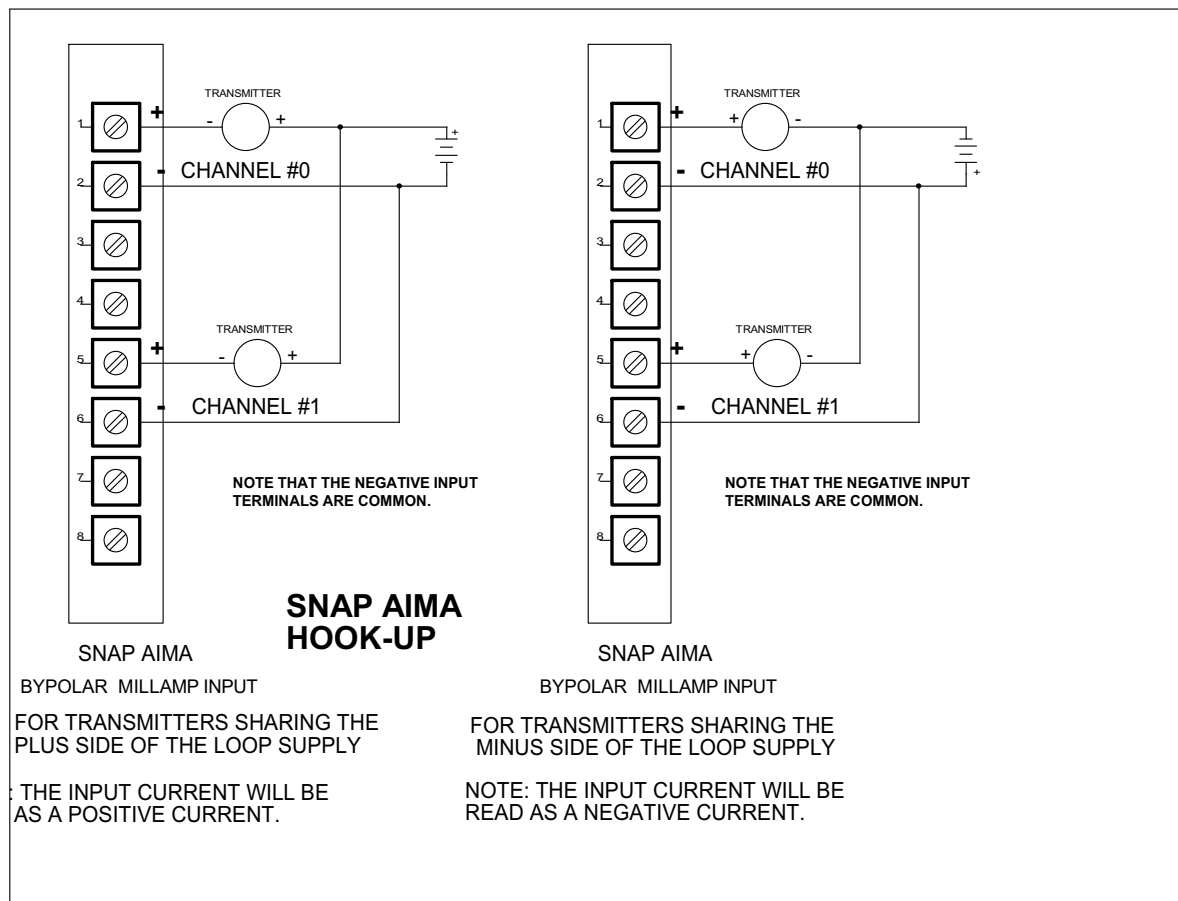 TRANSMITTER
+
1
- +
+
2
-
CHANNEL #0
3
4
TRANSMITTER
+
5
- +
6
-
CHANNEL #1
7
8
NOTE THAT THE NEGATIVE INPUT
TERMINALS ARE COMMON.
SNAP AIMA
BYPOLAR MILLAMP INPUT
FOR TRANSMITTERS SHARING THE
PLUS SIDE OF THE LOOP SUPPLY
: THE INPUT CURRENT WILL BE
AS A POSITIVE CURRENT.
SNAP AIMA
HOOK-UP
TRANSMITTER
+
1
+ -
2
-
CHANNEL #0
+
3
4
TRANSMITTER
+
5
+ -
6
-
CHANNEL #1
7
8
NOTE THAT THE NEGATIVE INPUT
TERMINALS ARE COMMON.
SNAP AIMA
BYPOLAR MILLAMP INPUT
FOR TRANSMITTERS SHARING THE
MINUS SIDE OF THE LOOP SUPPLY
NOTE: THE INPUT CURRENT WILL BE
READ AS A NEGATIVE CURRENT.